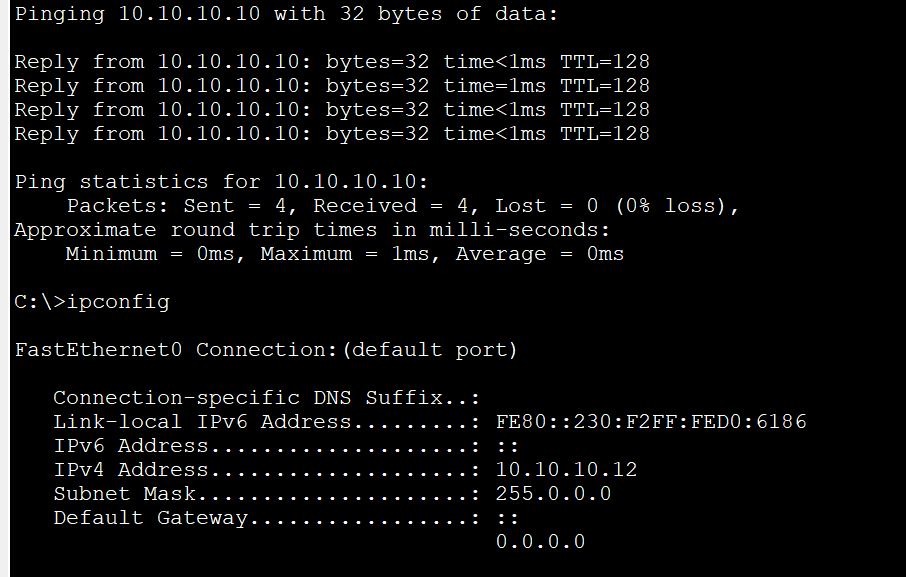 Pinging 10.10.10.10 with 32 bytes of data:
Reply from 10.10.10.10: bytes=32 time<1ms TTL=128
Reply from 10.10.10.10: bytes=32 time=1ms TTL=128
Reply from 10.10.10.10: bytes=32 time<1ms TTL=128
Reply from 10.10.10.10: bytes=32 time<1ms TTL=128
Ping statistics for 10.10.10.10:
Packets: Sent = 4, Received = 4, Lost = 0 (0% loss),
Approximate round trip times in milli-seconds:
Minimum = 0ms, Maximum = 1ms, Average = 0ms
C:\>ipconfig
FastEthernet0 Connection:(default port)
Connection-specific DNS Suffix..:
Link-local IPv6 Address.........: FE80::230:F2FF:FED0:6186
IPv6 Address....................: ::
IPv4 Address....................: 10.10.10.12
Subnet Mask.....................: 255.0.0.0
Default Gateway.................: ::
0.0.0.0